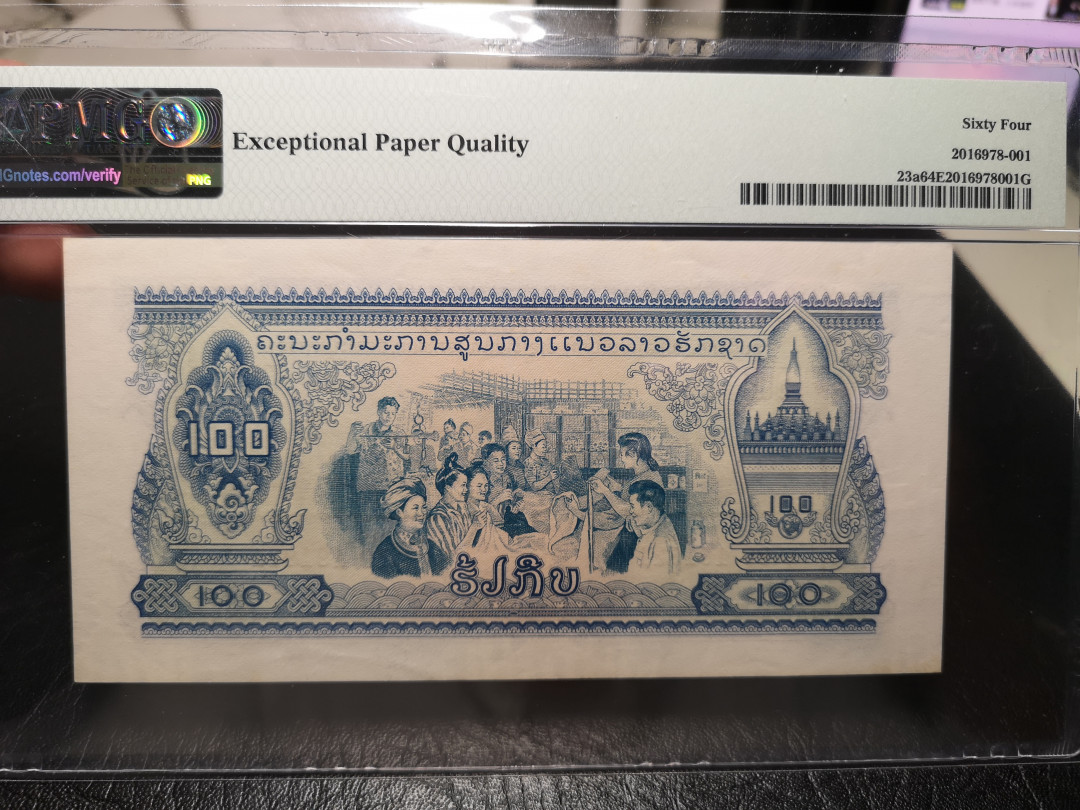 PMG
Exceptional Paper Quality
Sixty Four
2016978-001
Gnotes.com/verify
PNG
23a64E2016978001G
ຄະນະກຳມະການສູນກາງແນວລາວຮັກຊາດ
100
100
ຮ້ອຍກີບ
100
100